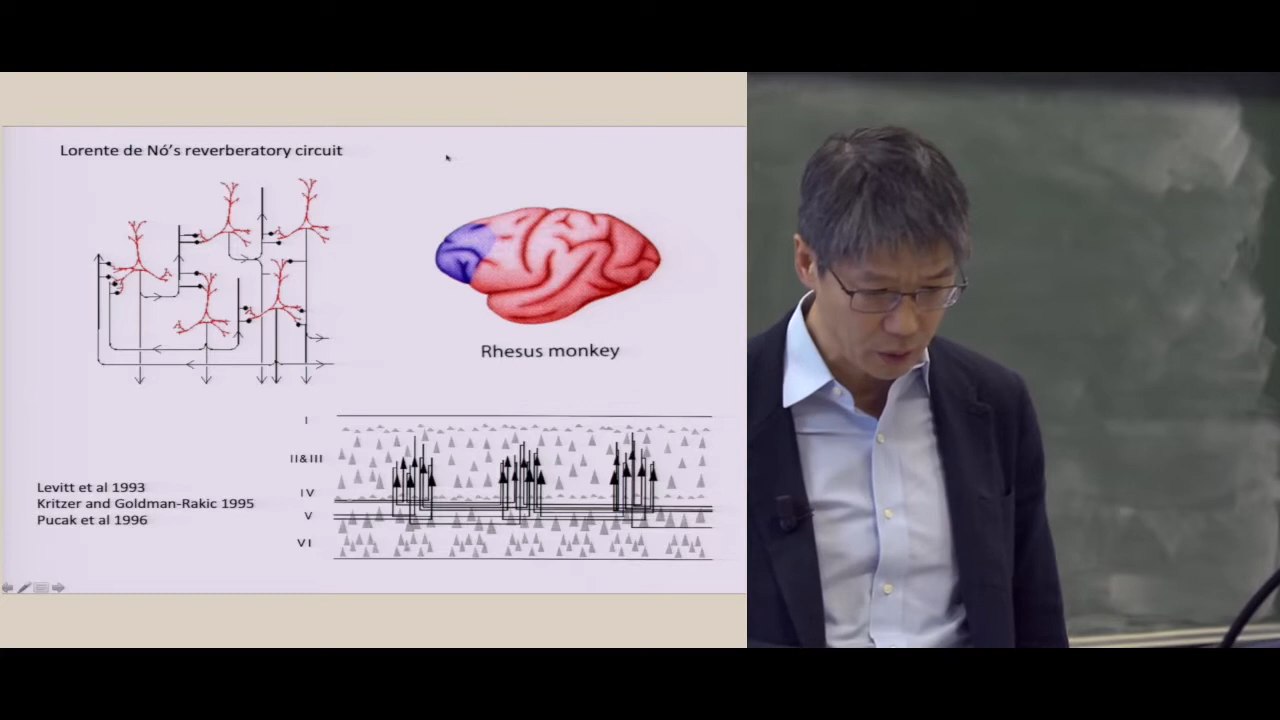 Lorente de Nó's reverberatory circuit
Rhesus monkey
I
II&III
IV
V
VI
Levitt et al 1993
Kritzer and Goldman-Rakic 1995
Pucak et al 1996